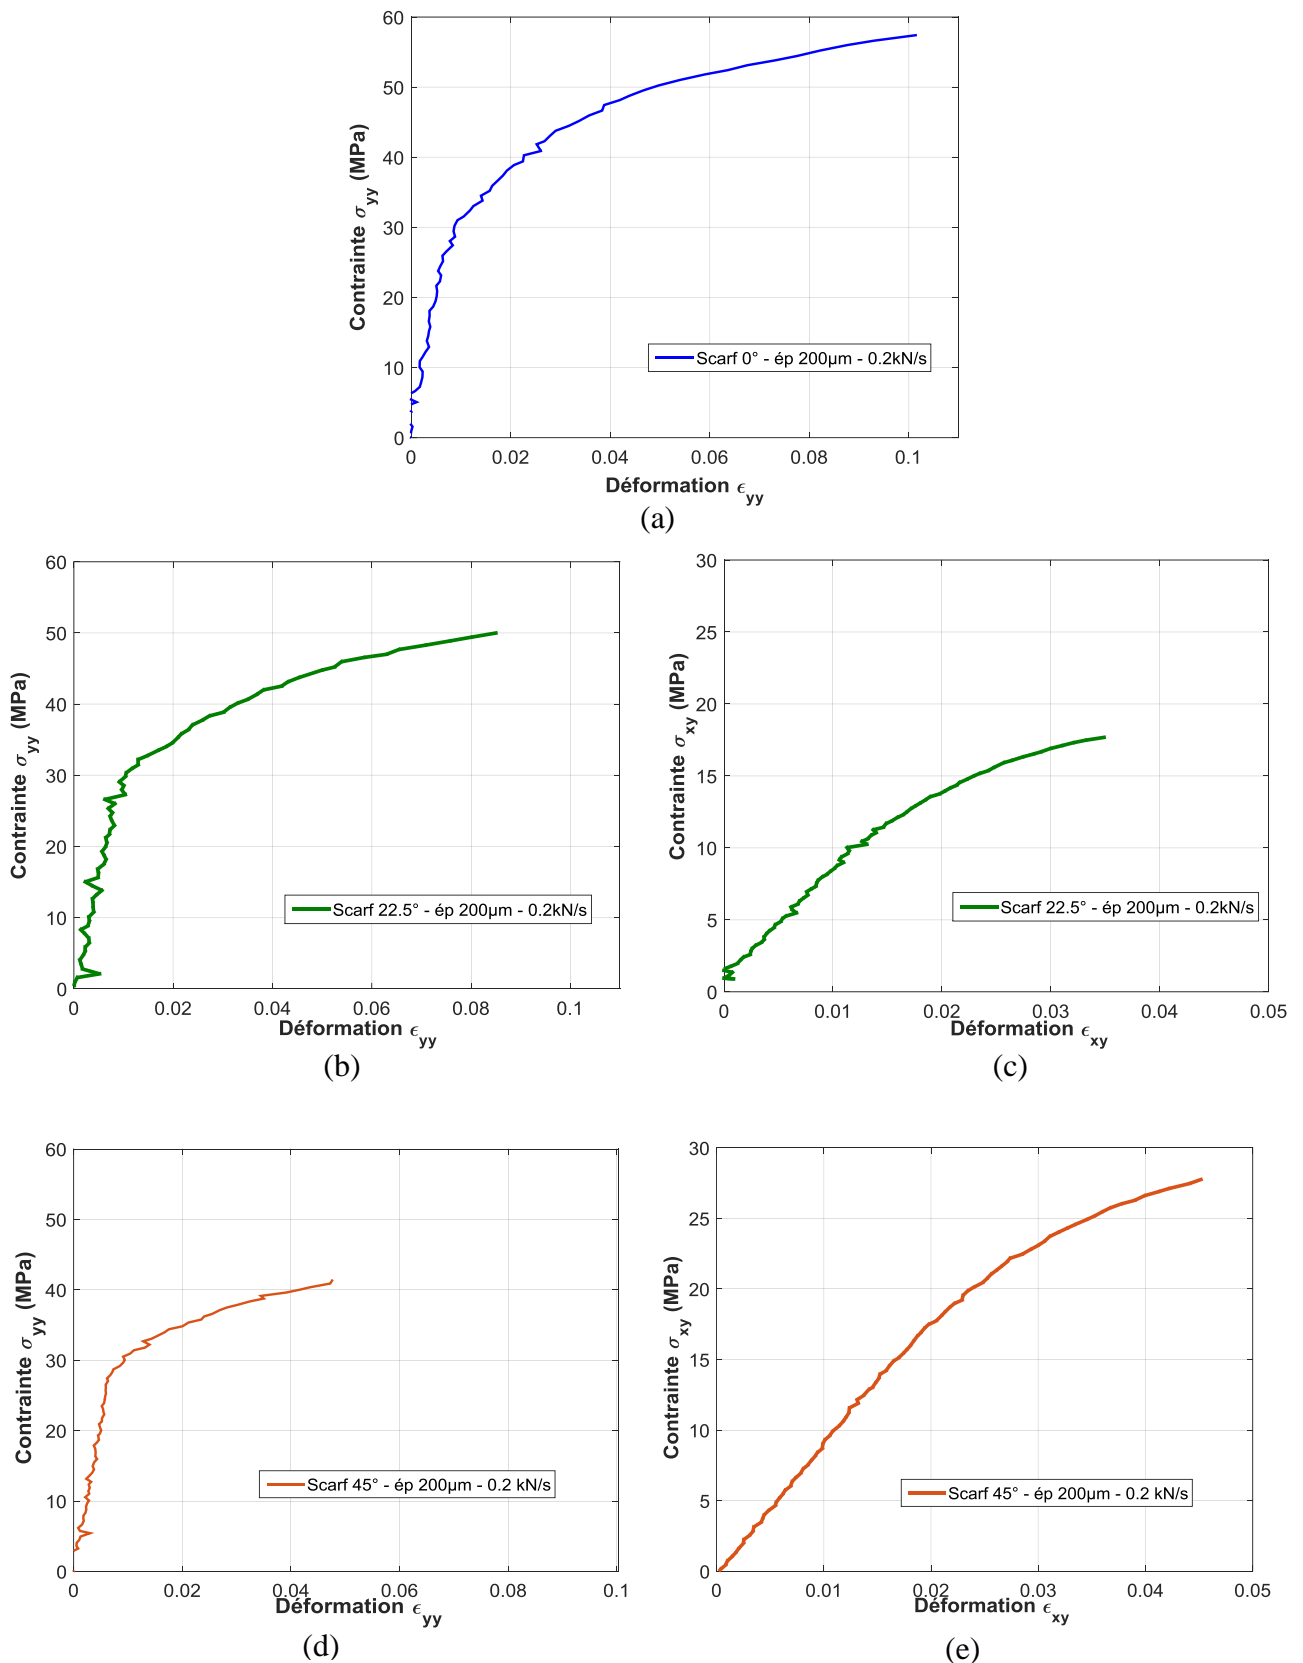 60
50
40
30
20
10
0
Contrainte σyy (MPa)
Scarf 0° - ép 200µm - 0.2kN/s
0 0.02 0.04 0.06 0.08 0.1
Déformation ϵyy
(a)
60
50
40
30
20
10
0
Contrainte σyy (MPa)
Scarf 22.5° - ép 200µm - 0.2kN/s
0 0.02 0.04 0.06 0.08 0.1
Déformation ϵyy
(b)
30
25
20
15
10
5
0
Contrainte σxy (MPa)
Scarf 22.5° - ép 200µm - 0.2kN/s
0 0.01 0.02 0.03 0.04 0.05
Déformation ϵxy
(c)
60
50
40
30
20
10
0
Contrainte σyy (MPa)
Scarf 45° - ép 200µm - 0.2 kN/s
0 0.02 0.04 0.06 0.08 0.1
Déformation ϵyy
(d)
30
25
20
15
10
5
0
Contrainte σxy (MPa)
Scarf 45° - ép 200µm - 0.2 kN/s
0 0.01 0.02 0.03 0.04 0.05
Déformation ϵxy
(e)